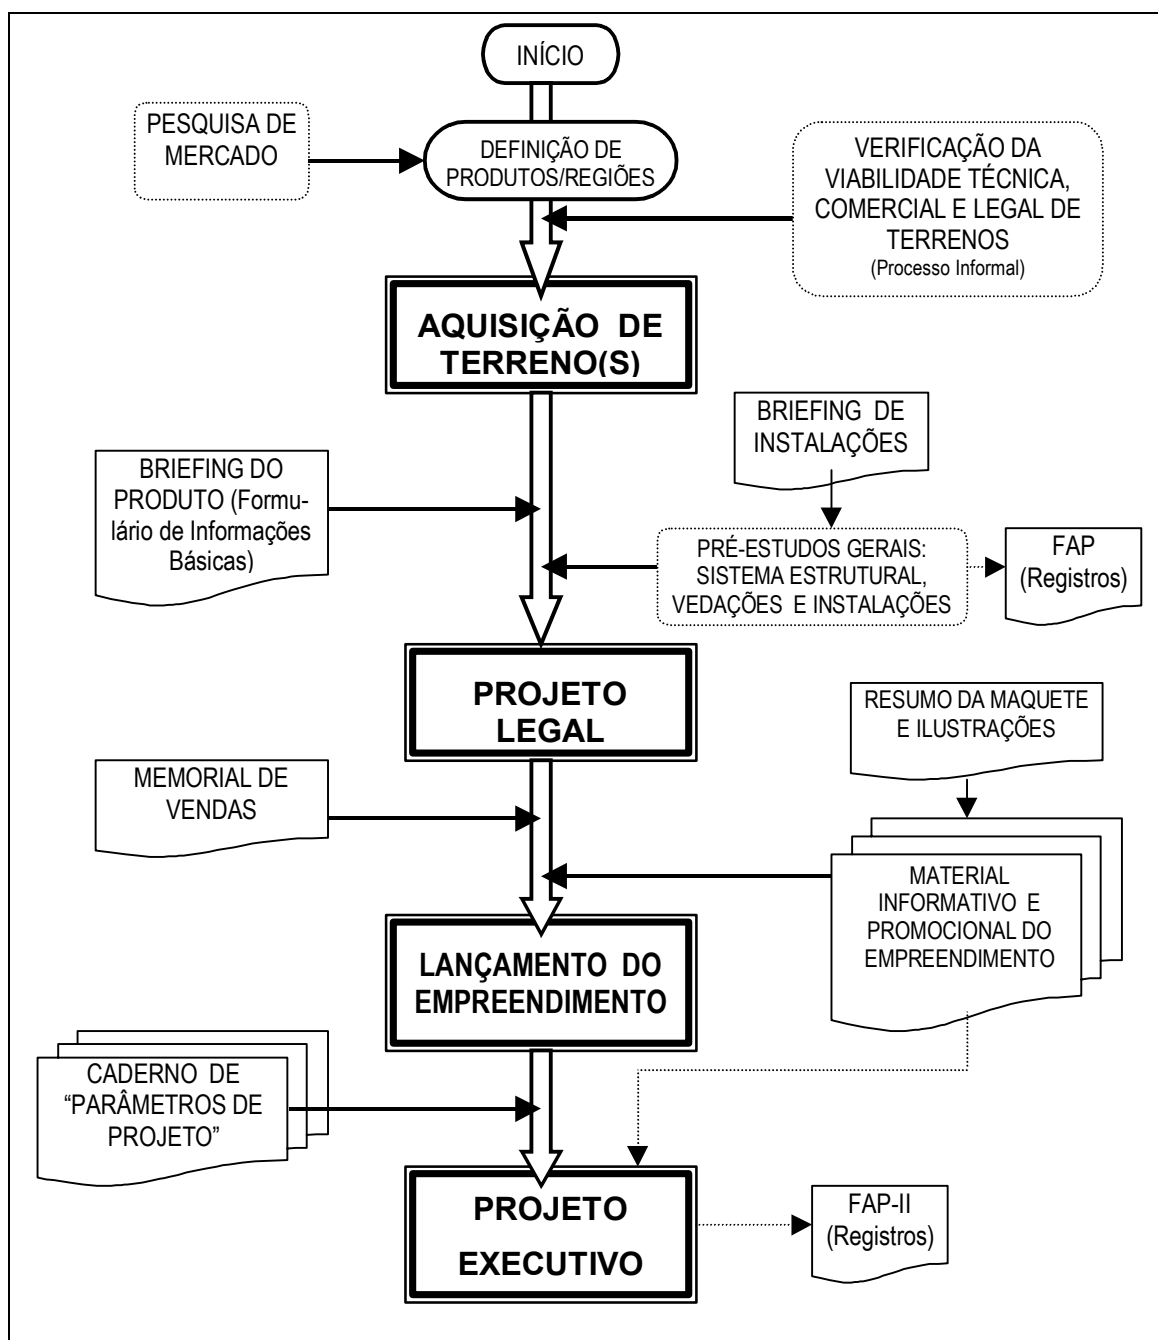 INÍCIO
PESQUISA DE
MERCADO
DEFINIÇÃO DE
PRODUTOS/REGIÕES
VERIFICAÇÃO DA
VIABILIDADE TÉCNICA,
COMERCIAL E LEGAL DE
TERRENOS
(Processo Informal)
AQUISIÇÃO DE
TERRENO(S)
BRIEFING DE
INSTALAÇÕES
BRIEFING DO
PRODUTO (Formu-
lário de Informações
Básicas)
PRÉ-ESTUDOS GERAIS:
SISTEMA ESTRUTURAL,
VEDAÇÕES E INSTALAÇÕES
FAP
(Registros)
PROJETO
LEGAL
RESUMO DA MAQUETE
E ILUSTRAÇÕES
MEMORIAL DE
VENDAS
MATERIAL
INFORMATIVO E
PROMOCIONAL DO
EMPREENDIMENTO
LANÇAMENTO DO
EMPREENDIMENTO
CADERNO DE
“PARÂMETROS DE
PROJETO”
PROJETO
EXECUTIVO
FAP-II
(Registros)